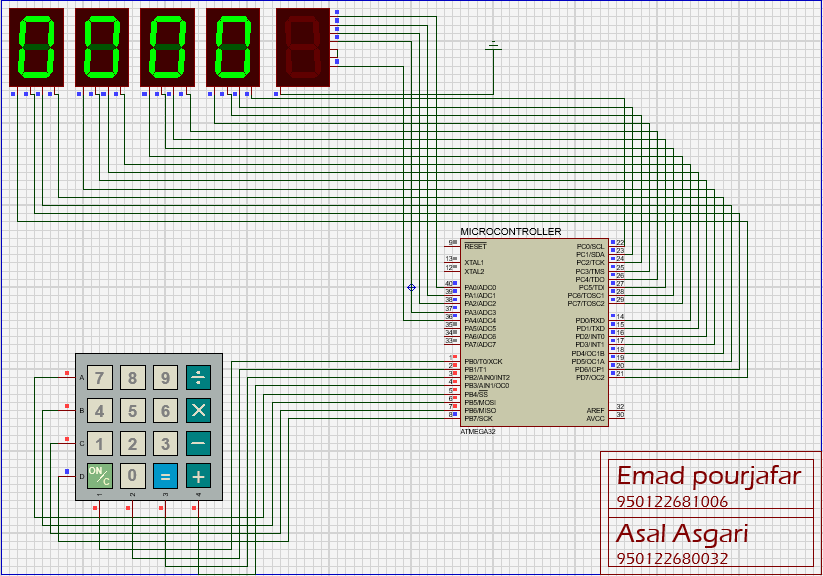 MICROCONTROLLER
9 RESET PC0/SCL 22
PC1/SDA 23
13 XTAL1 PC2/TCK 24
12 XTAL2 PC3/TMS 25
PC4/TDO 26
40 PA0/ADC0 PC5/TDI 27
39 PA1/ADC1 PC6/TOSC1 28
38 PA2/ADC2 PC7/TOSC2 29
37 PA3/ADC3
36 PA4/ADC4 PD0/RXD 14
35 PA5/ADC5 PD1/TXD 15
34 PA6/ADC6 PD2/INT0 16
33 PA7/ADC7 PD3/INT1 17
PD4/OC1B 18
1 PB0/T0/XCK PD5/OC1A 19
2 PB1/T1 PD6/ICP1 20
3 PB2/AIN0/INT2 PD7/OC2 21
4 PB3/AIN1/OC0
5 PB4/SS
6 PB5/MOSI
7 PB6/MISO AREF 32
8 PB7/SCK AVCC 30
ATMEGA32
A 7 8 9 ÷
B 4 5 6 ×
C 1 2 3 −
D ON/C 0 = +
1 2 3 4
Emad pourjafar
950122681006
Asal Asgari
950122680032